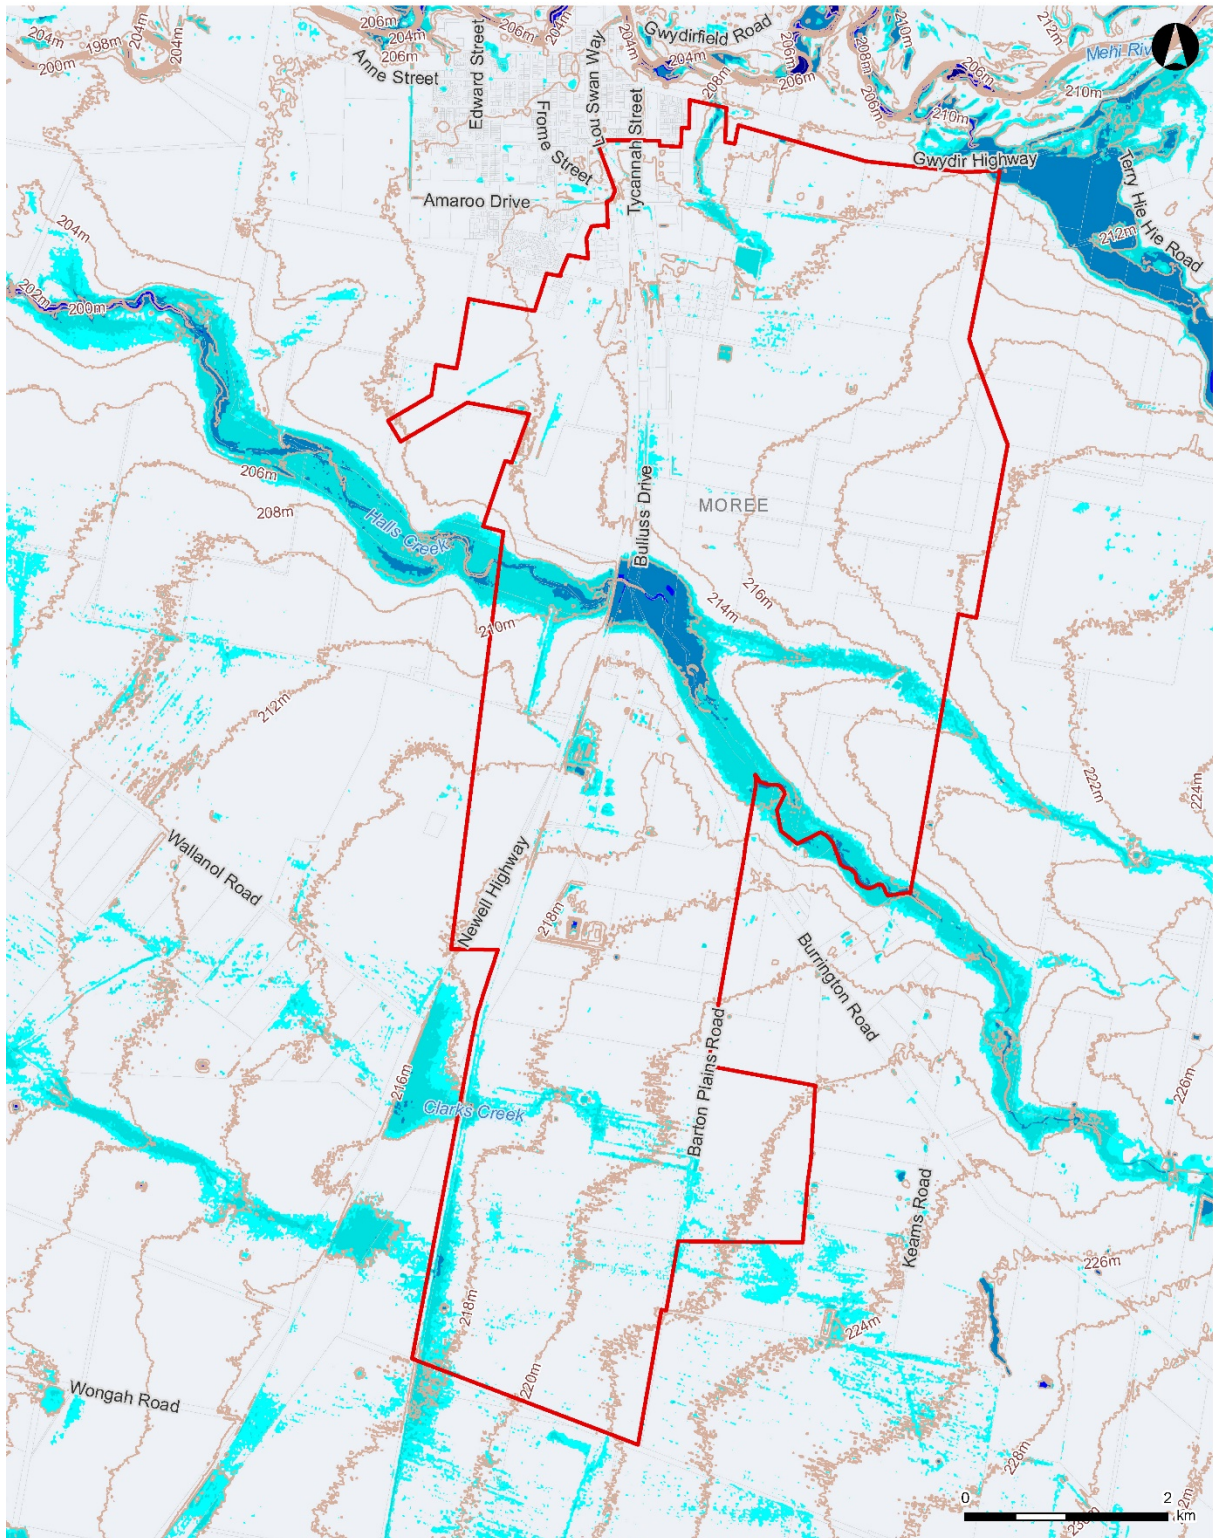 204m
198m
204m
204m
200m
206m
206m
204m
206m
Anne Street
Edward Street
Frome Street
Lou Swan Way
Tycannah Street
204m
Gwydirfield Road
204m
206m
206m
208m
206m
210m
208m
210m
212m
210m
Mehi Riv
Gwydir Highway
Terry Hie Hie Road
212m
Amaroo Drive
204m
202m
200m
206m
208m
Halls Creek
Bulluss Drive
MOREE
214m
216m
210m
212m
222m
224m
Wallanol Road
Newell Highway
218m
Burrington Road
Barton Plains Road
216m
Clarks Creek
226m
Keams Road
226m
218m
224m
220m
Wongah Road
228m
0
2
km